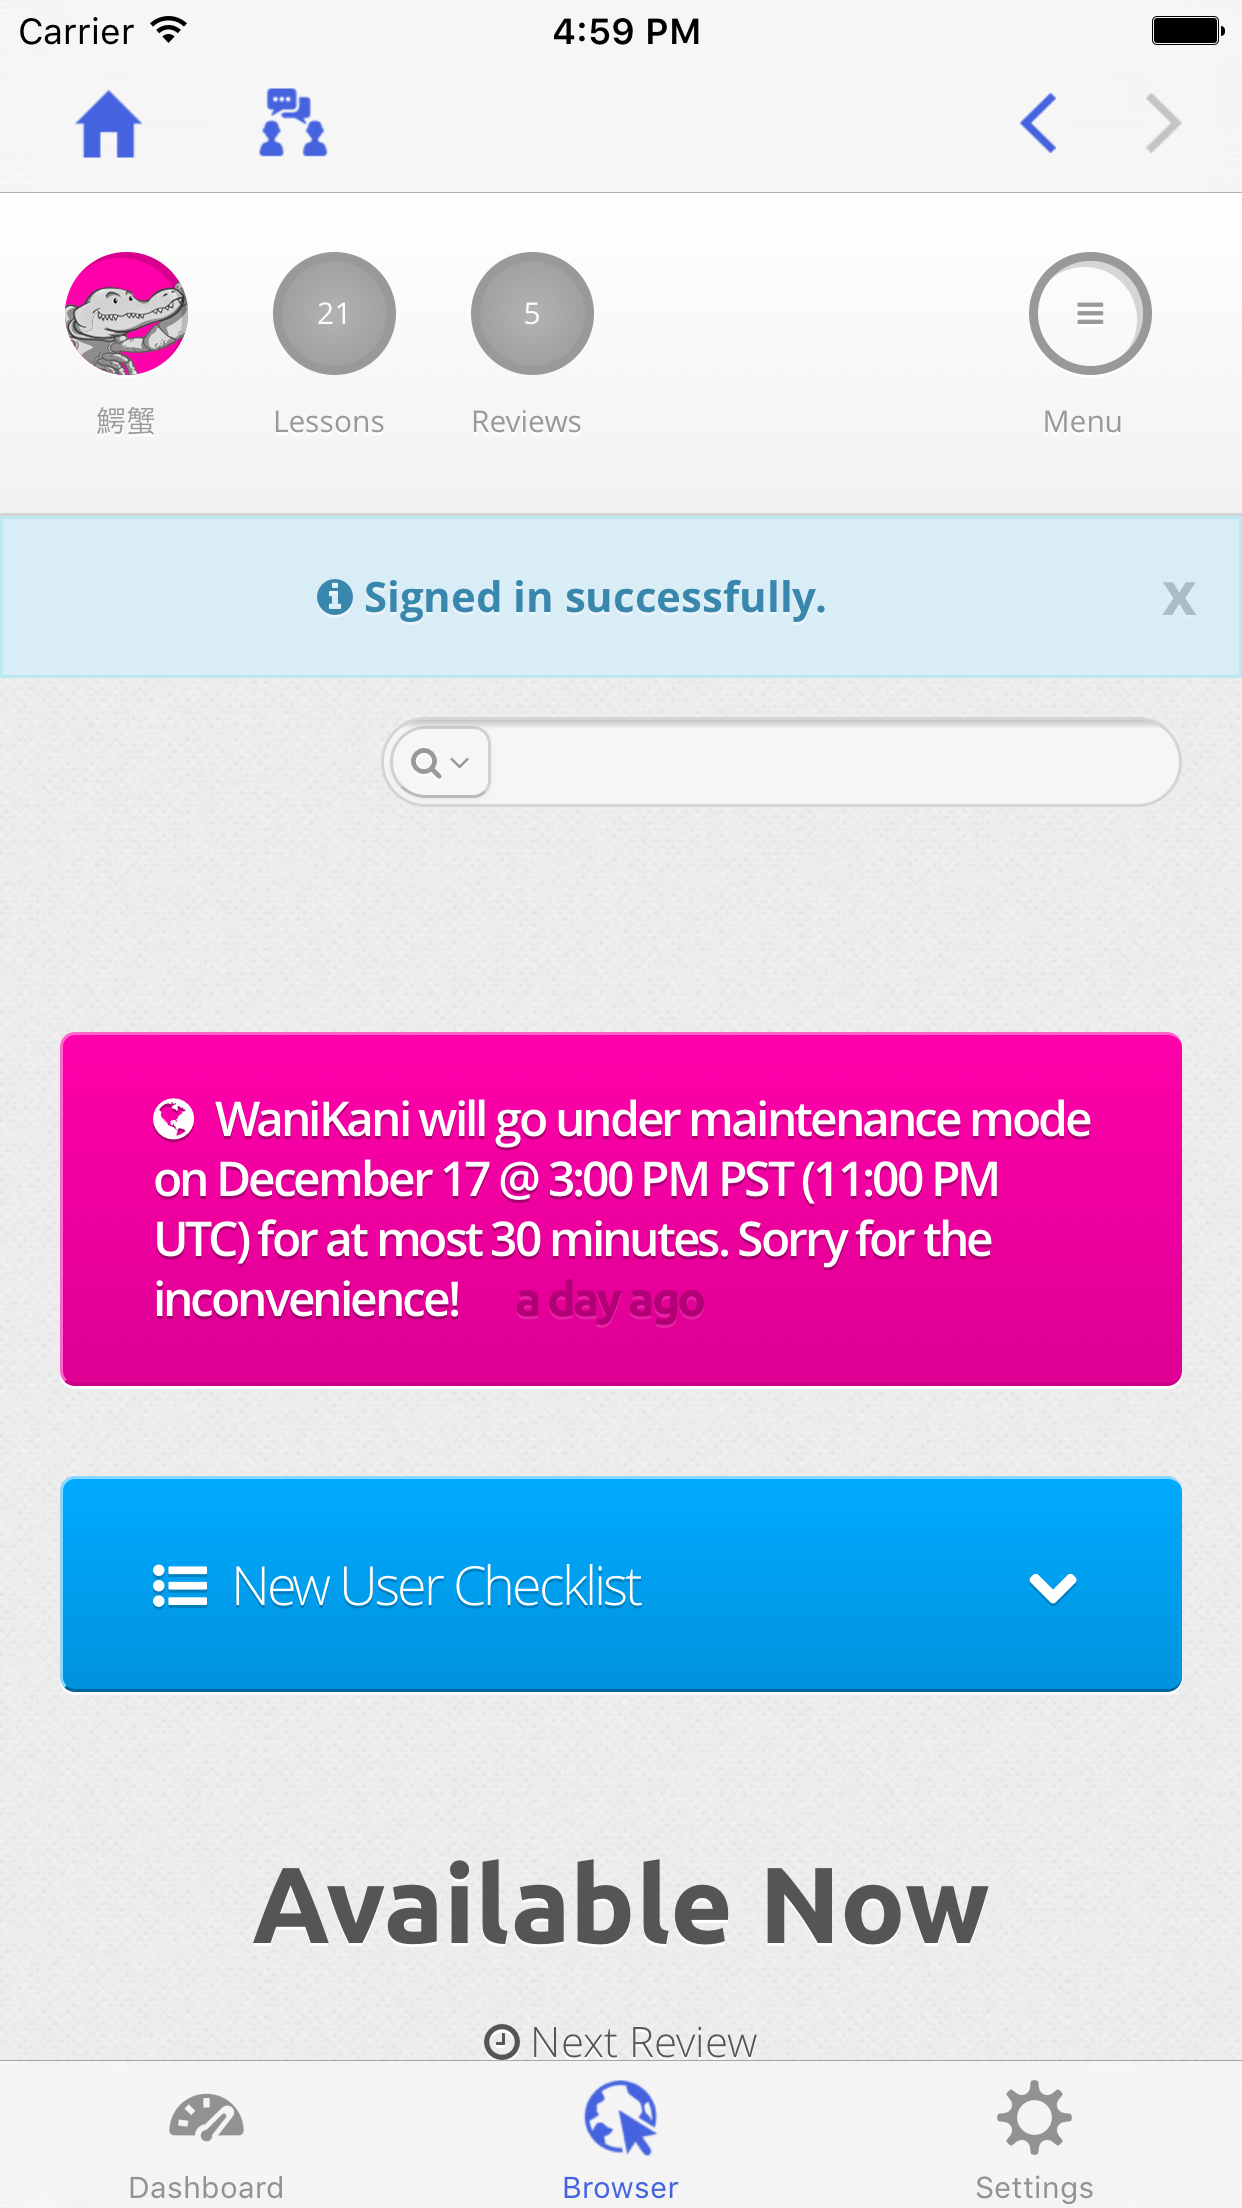 Carrier 4:59 PM
21 5
鰐蟹 Lessons Reviews Menu
Signed in successfully. x
WaniKani will go under maintenance mode
on December 17 @ 3:00 PM PST (11:00 PM
UTC) for at most 30 minutes. Sorry for the
inconvenience! a day ago
New User Checklist
Available Now
Next Review
Dashboard Browser Settings